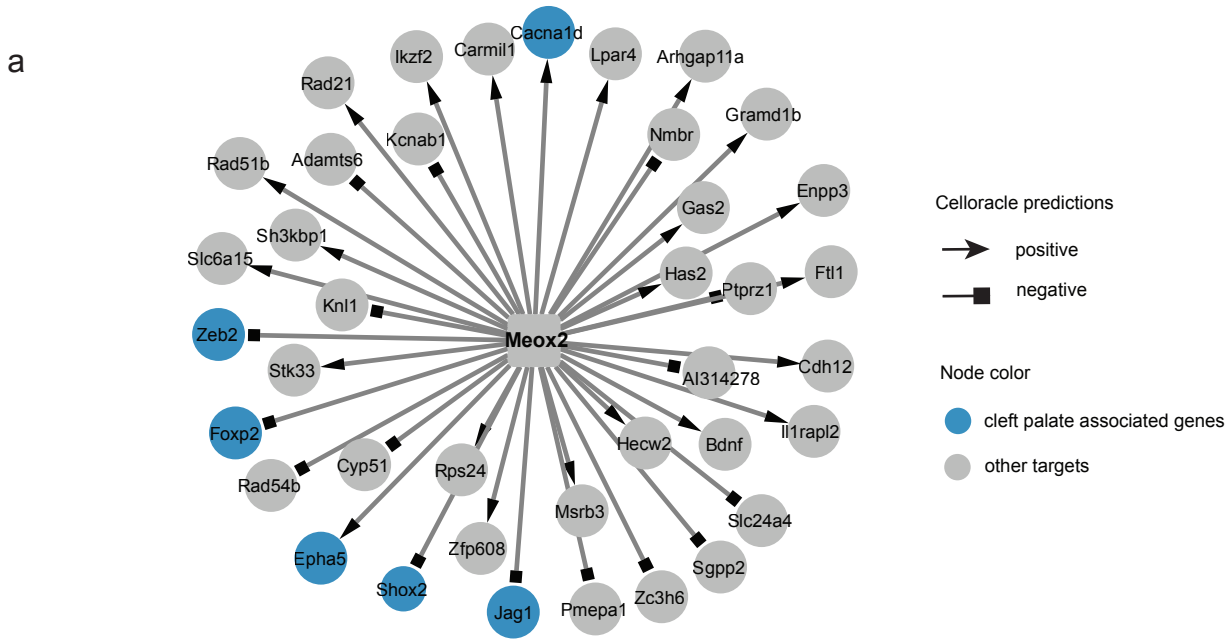 a
Cacna1d
Carmil1
Ikzf2
Lpar4
Arhgap11a
Rad21
Gramd1b
Kcnab1
Nmbr
Adamts6
Rad51b
Enpp3
Gas2
Sh3kbp1
Slc6a15
Has2
Ptprz1
Ftl1
Knl1
Zeb2
Meox2
Stk33
AI314278
Cdh12
Foxp2
Cyp51
Rad54b
Rps24
Hecw2
Bdnf
Il1rapl2
Msrb3
Slc24a4
Epha5
Zfp608
Sgpp2
Shox2
Jag1
Pmepa1
Zc3h6
Celloracle predictions
positive
negative
Node color
cleft palate associated genes
other targets